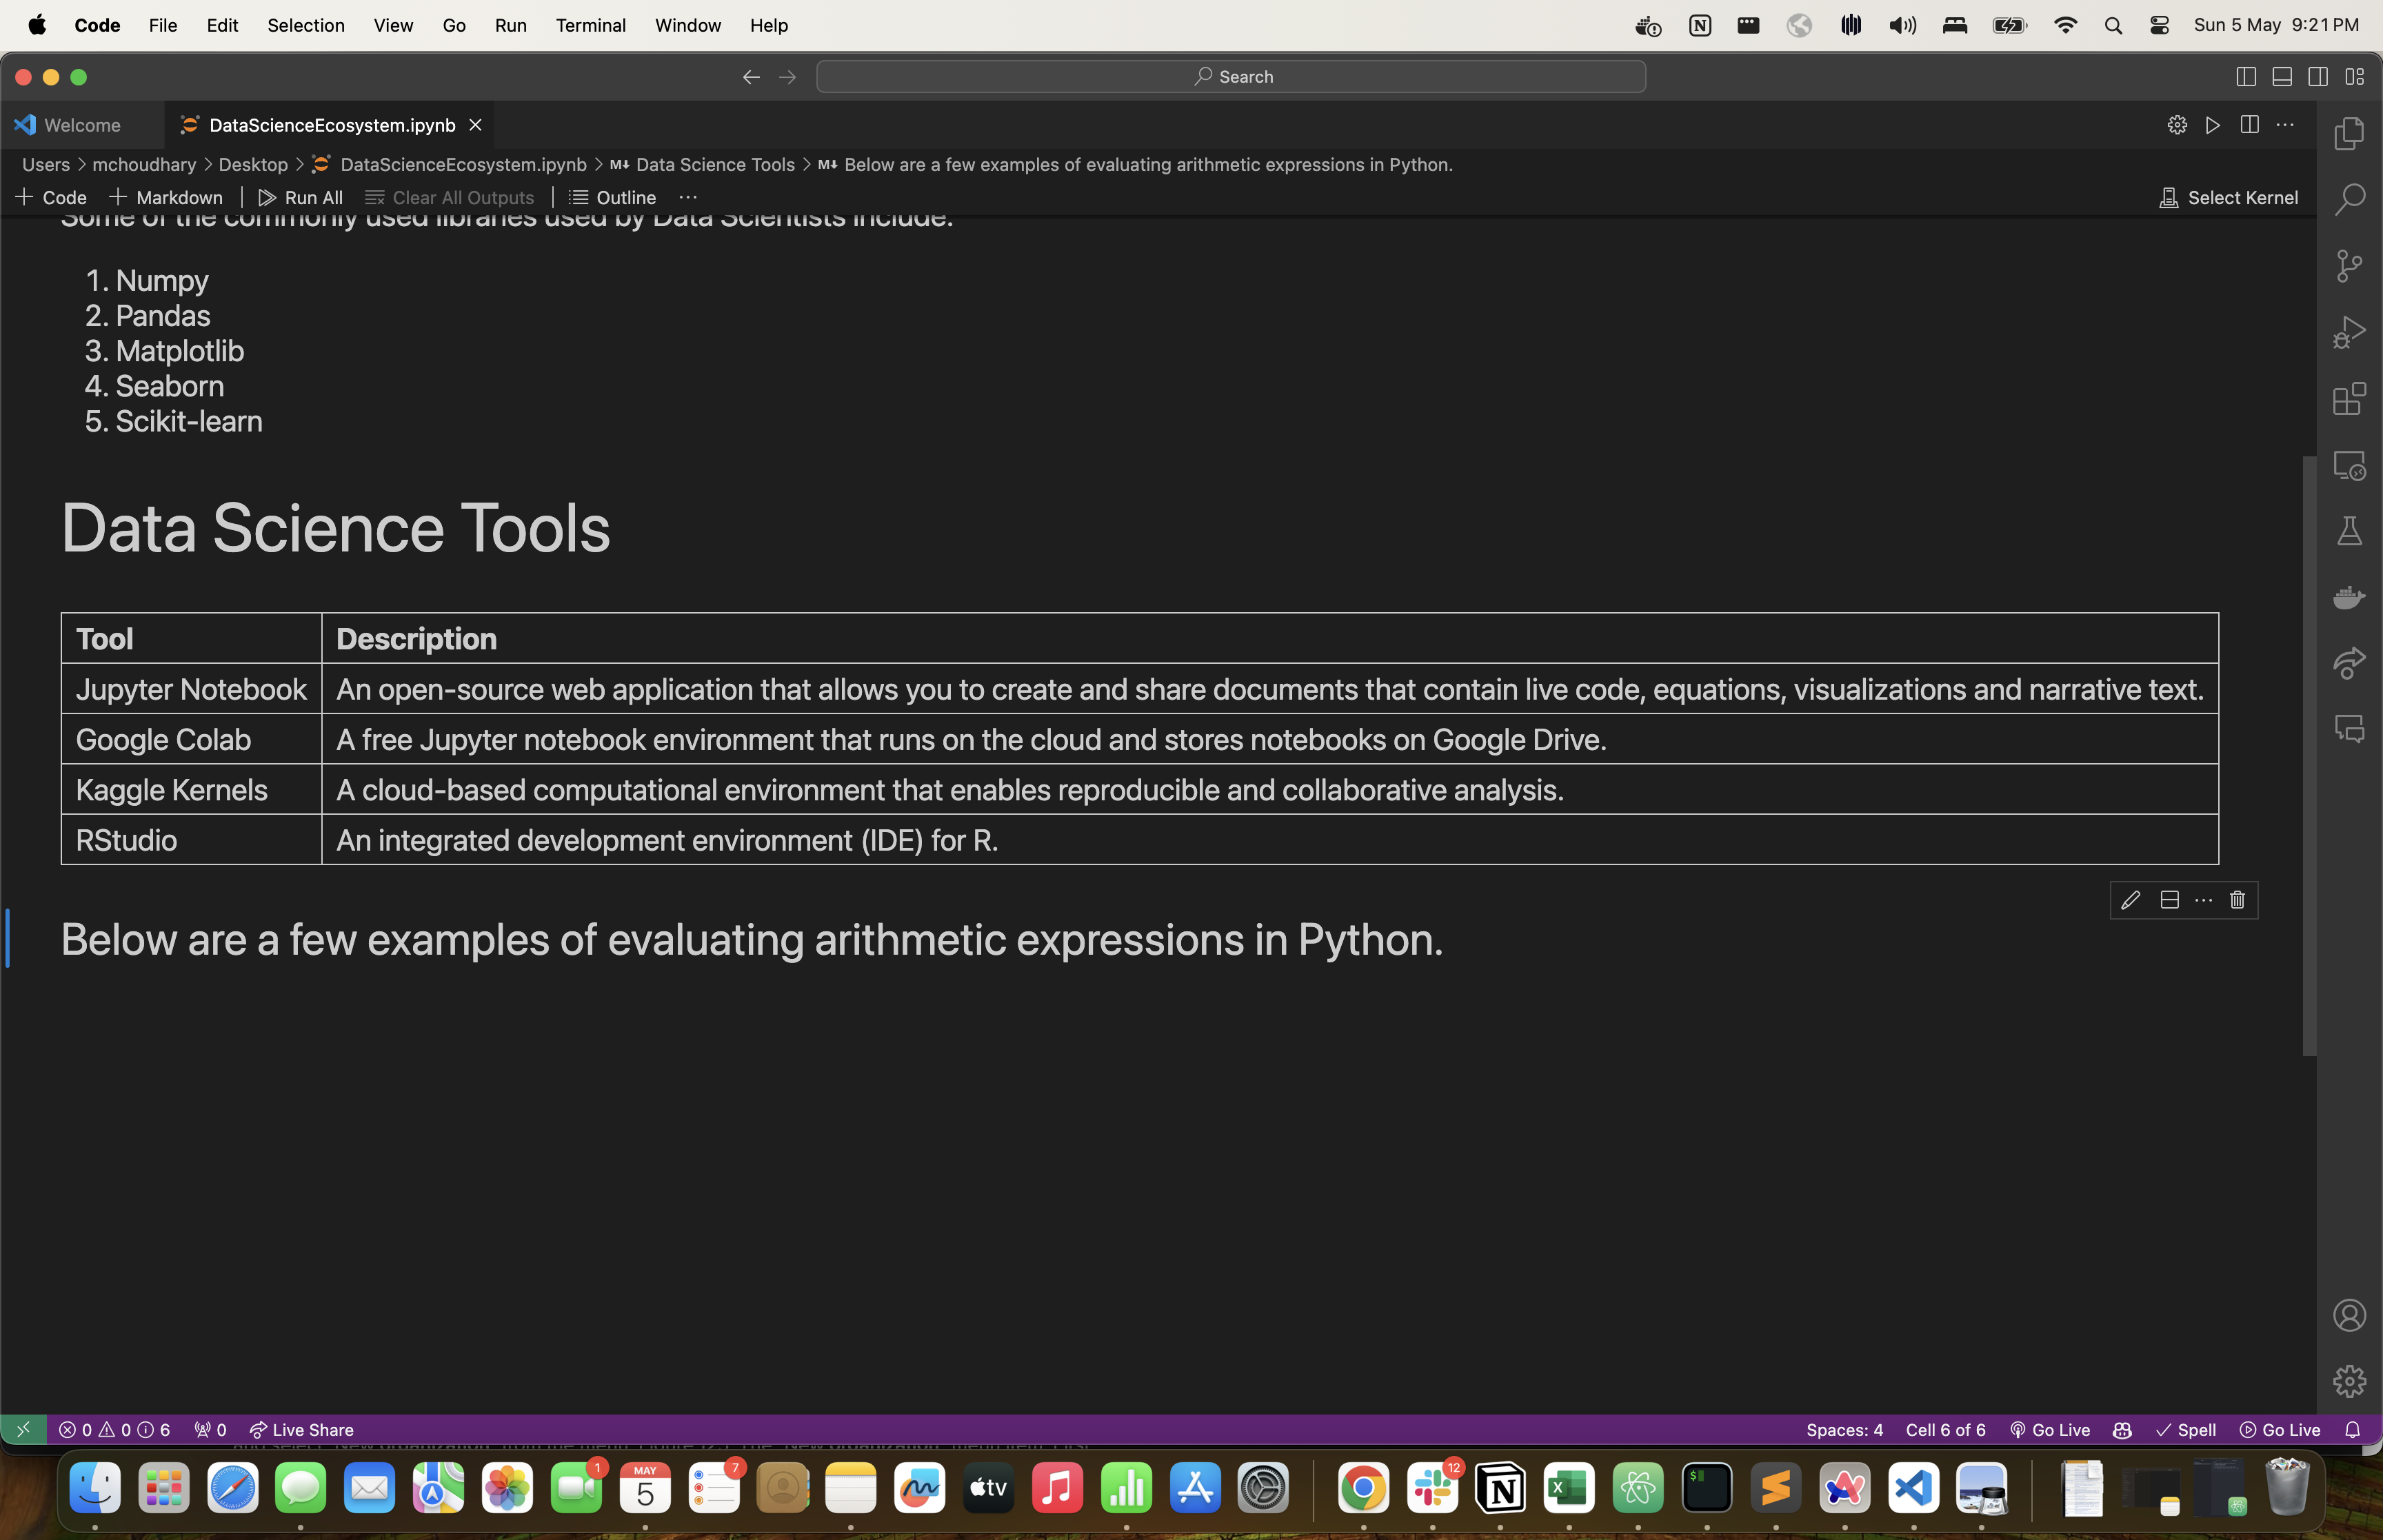 Code File Edit Selection View Go Run Terminal Window Help Sun 5 May 9:21 PM
Search
Welcome DataScienceEcosystem.ipynb
Users > mchoudhary > Desktop > DataScienceEcosystem.ipynb > M↓ Data Science Tools > M↓ Below are a few examples of evaluating arithmetic expressions in Python.
+ Code + Markdown | Run All Clear All Outputs | Outline ... Select Kernel
Some of the commonly used libraries used by Data Scientists include:
1. Numpy
2. Pandas
3. Matplotlib
4. Seaborn
5. Scikit-learn
Data Science Tools
Tool Description
Jupyter Notebook An open-source web application that allows you to create and share documents that contain live code, equations, visualizations and narrative text.
Google Colab A free Jupyter notebook environment that runs on the cloud and stores notebooks on Google Drive.
Kaggle Kernels A cloud-based computational environment that enables reproducible and collaborative analysis.
RStudio An integrated development environment (IDE) for R.
Below are a few examples of evaluating arithmetic expressions in Python.
0 0 6 0 Live Share Spaces: 4 Cell 6 of 6 Go Live Spell Go Live
1 MAY 5 7 tv 12